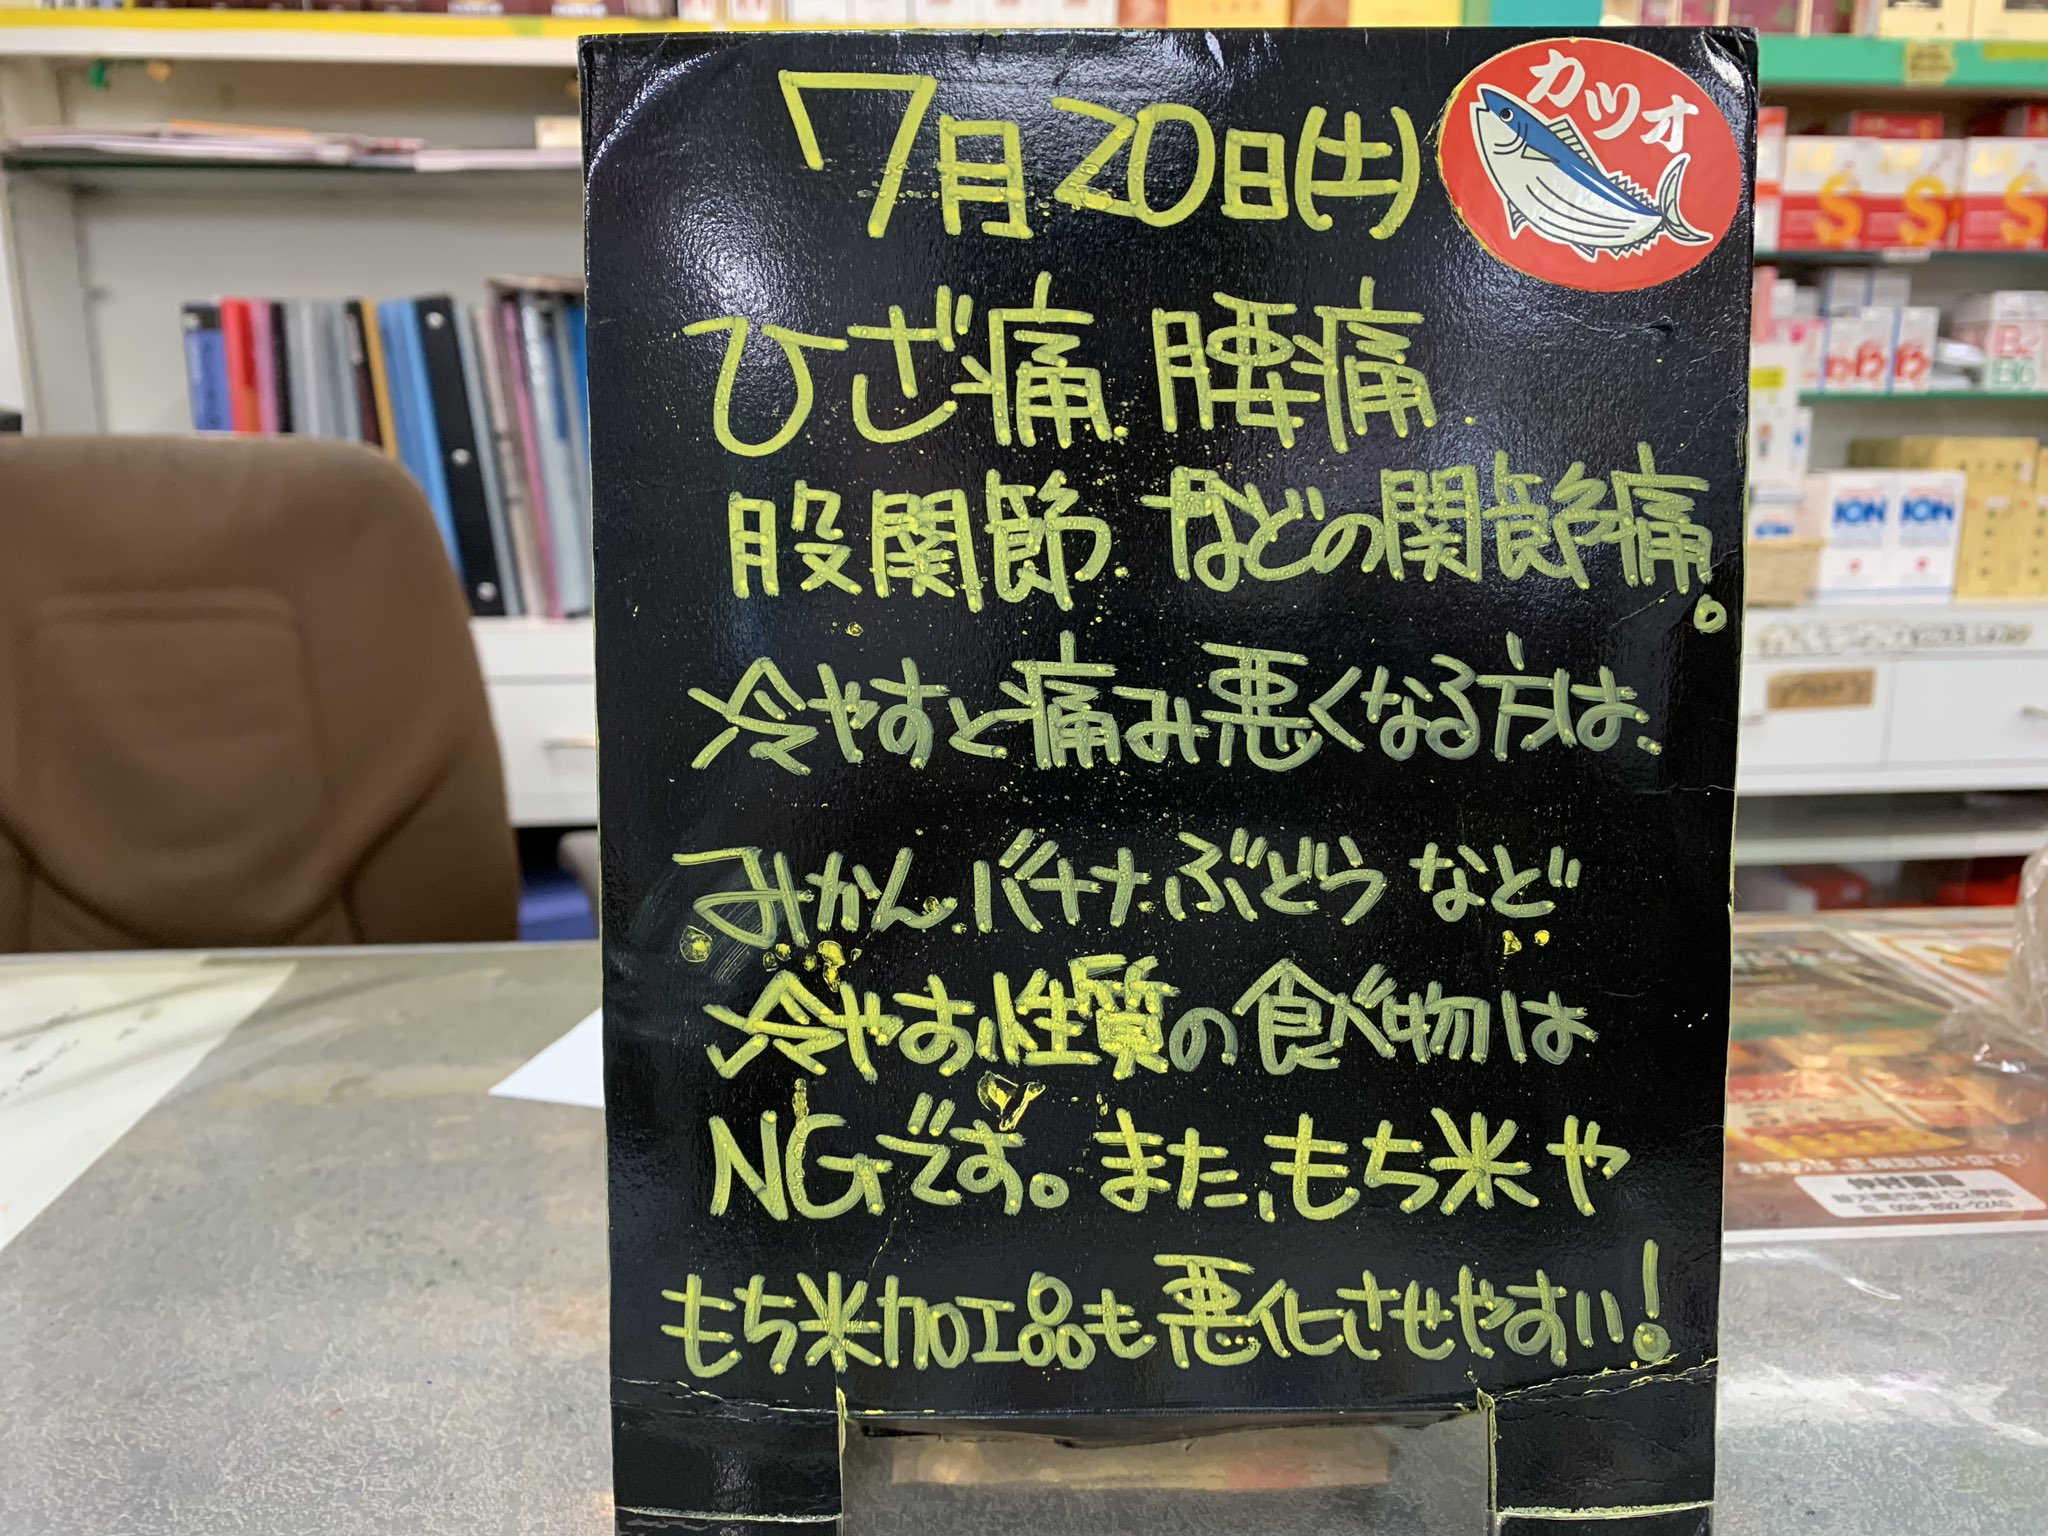 7月20日(土)
カツオ
ひざ痛 腰痛
股関節 などの関節痛。
冷やすと痛み悪くなる方は、
みかん バナナ ぶどう など
冷やす性質の食べ物は
NGです。また、もち米や
もち米加工品も悪化させやすい!
ION
ION